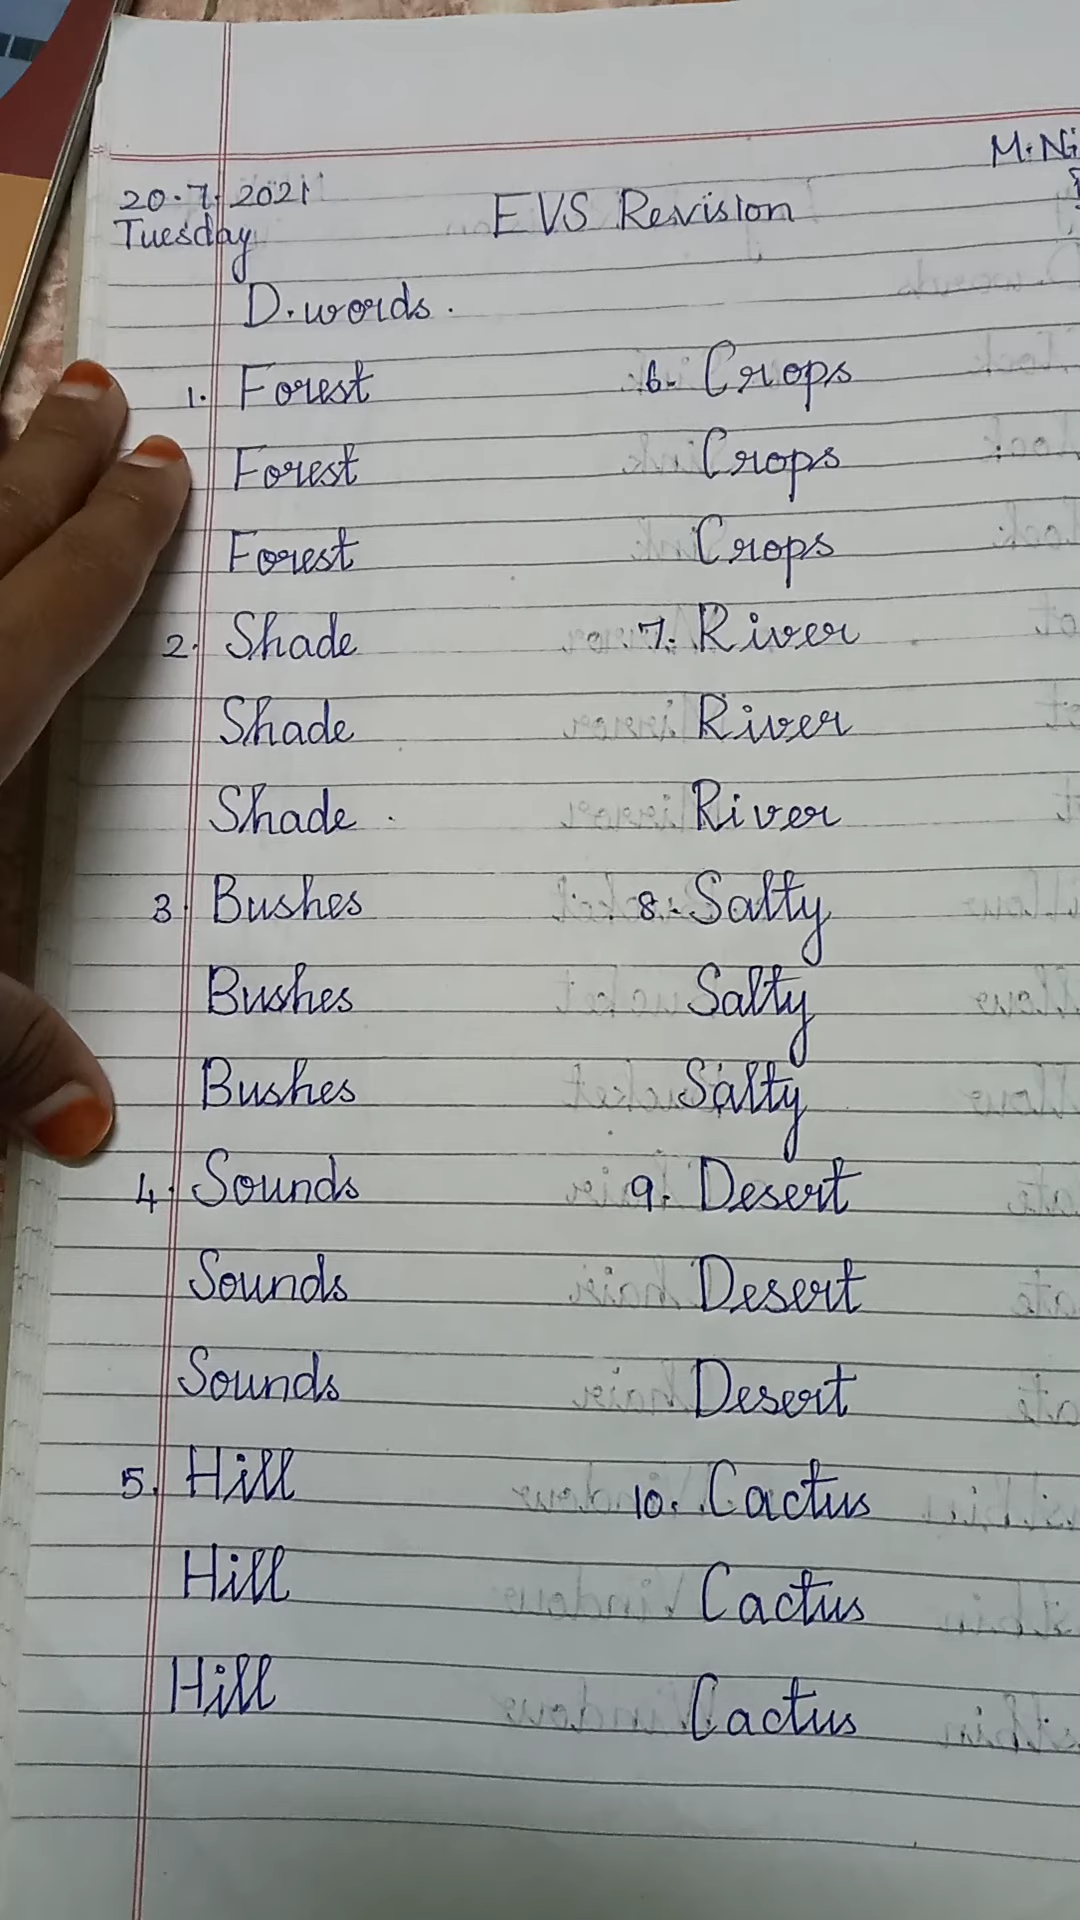 M.Ni
20.7.2021
EVS Revision
Tuesday
D.words.
1. Forest
Forest
Forest
2. Shade
Shade
Shade
3. Bushes
Bushes
Bushes
4. Sounds
Sounds
Sounds
5. Hill
Hill
Hill
6. Crops
Crops
Crops
7. River
River
River
8. Salty
Salty
Salty
9. Desert
Desert
Desert
10. Cactus
Cactus
Cactus